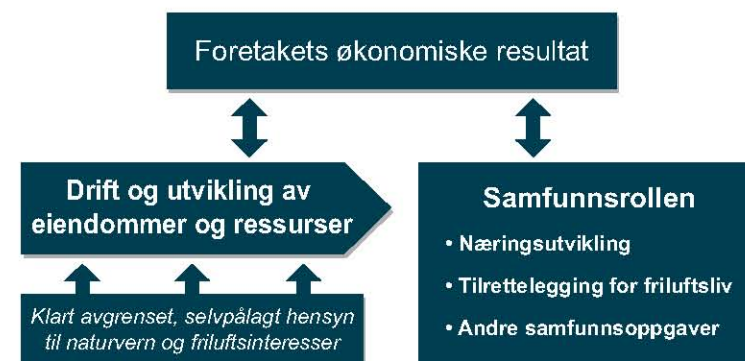 Foretakets økonomiske resultat
Drift og utvikling av
eiendommer og ressurser
Klart avgrenset, selvpålagt hensyn
til naturvern og friluftsinteresser
Samfunnsrollen
• Næringsutvikling
• Tilrettelegging for friluftsliv
• Andre samfunnsoppgaver